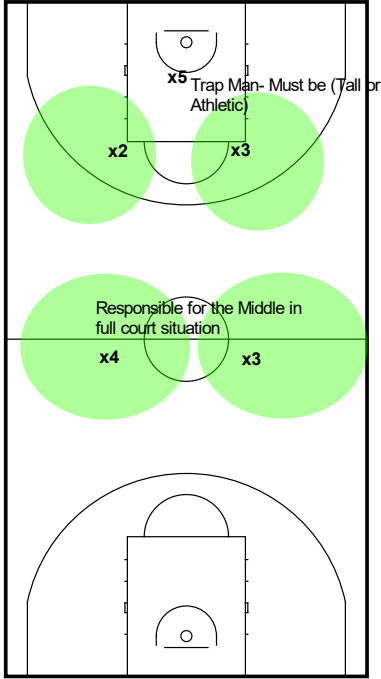 x5 Trap Man- Must be (Tall or
Athletic)
x2 x3
Responsible for the Middle in
full court situation
x4 x3